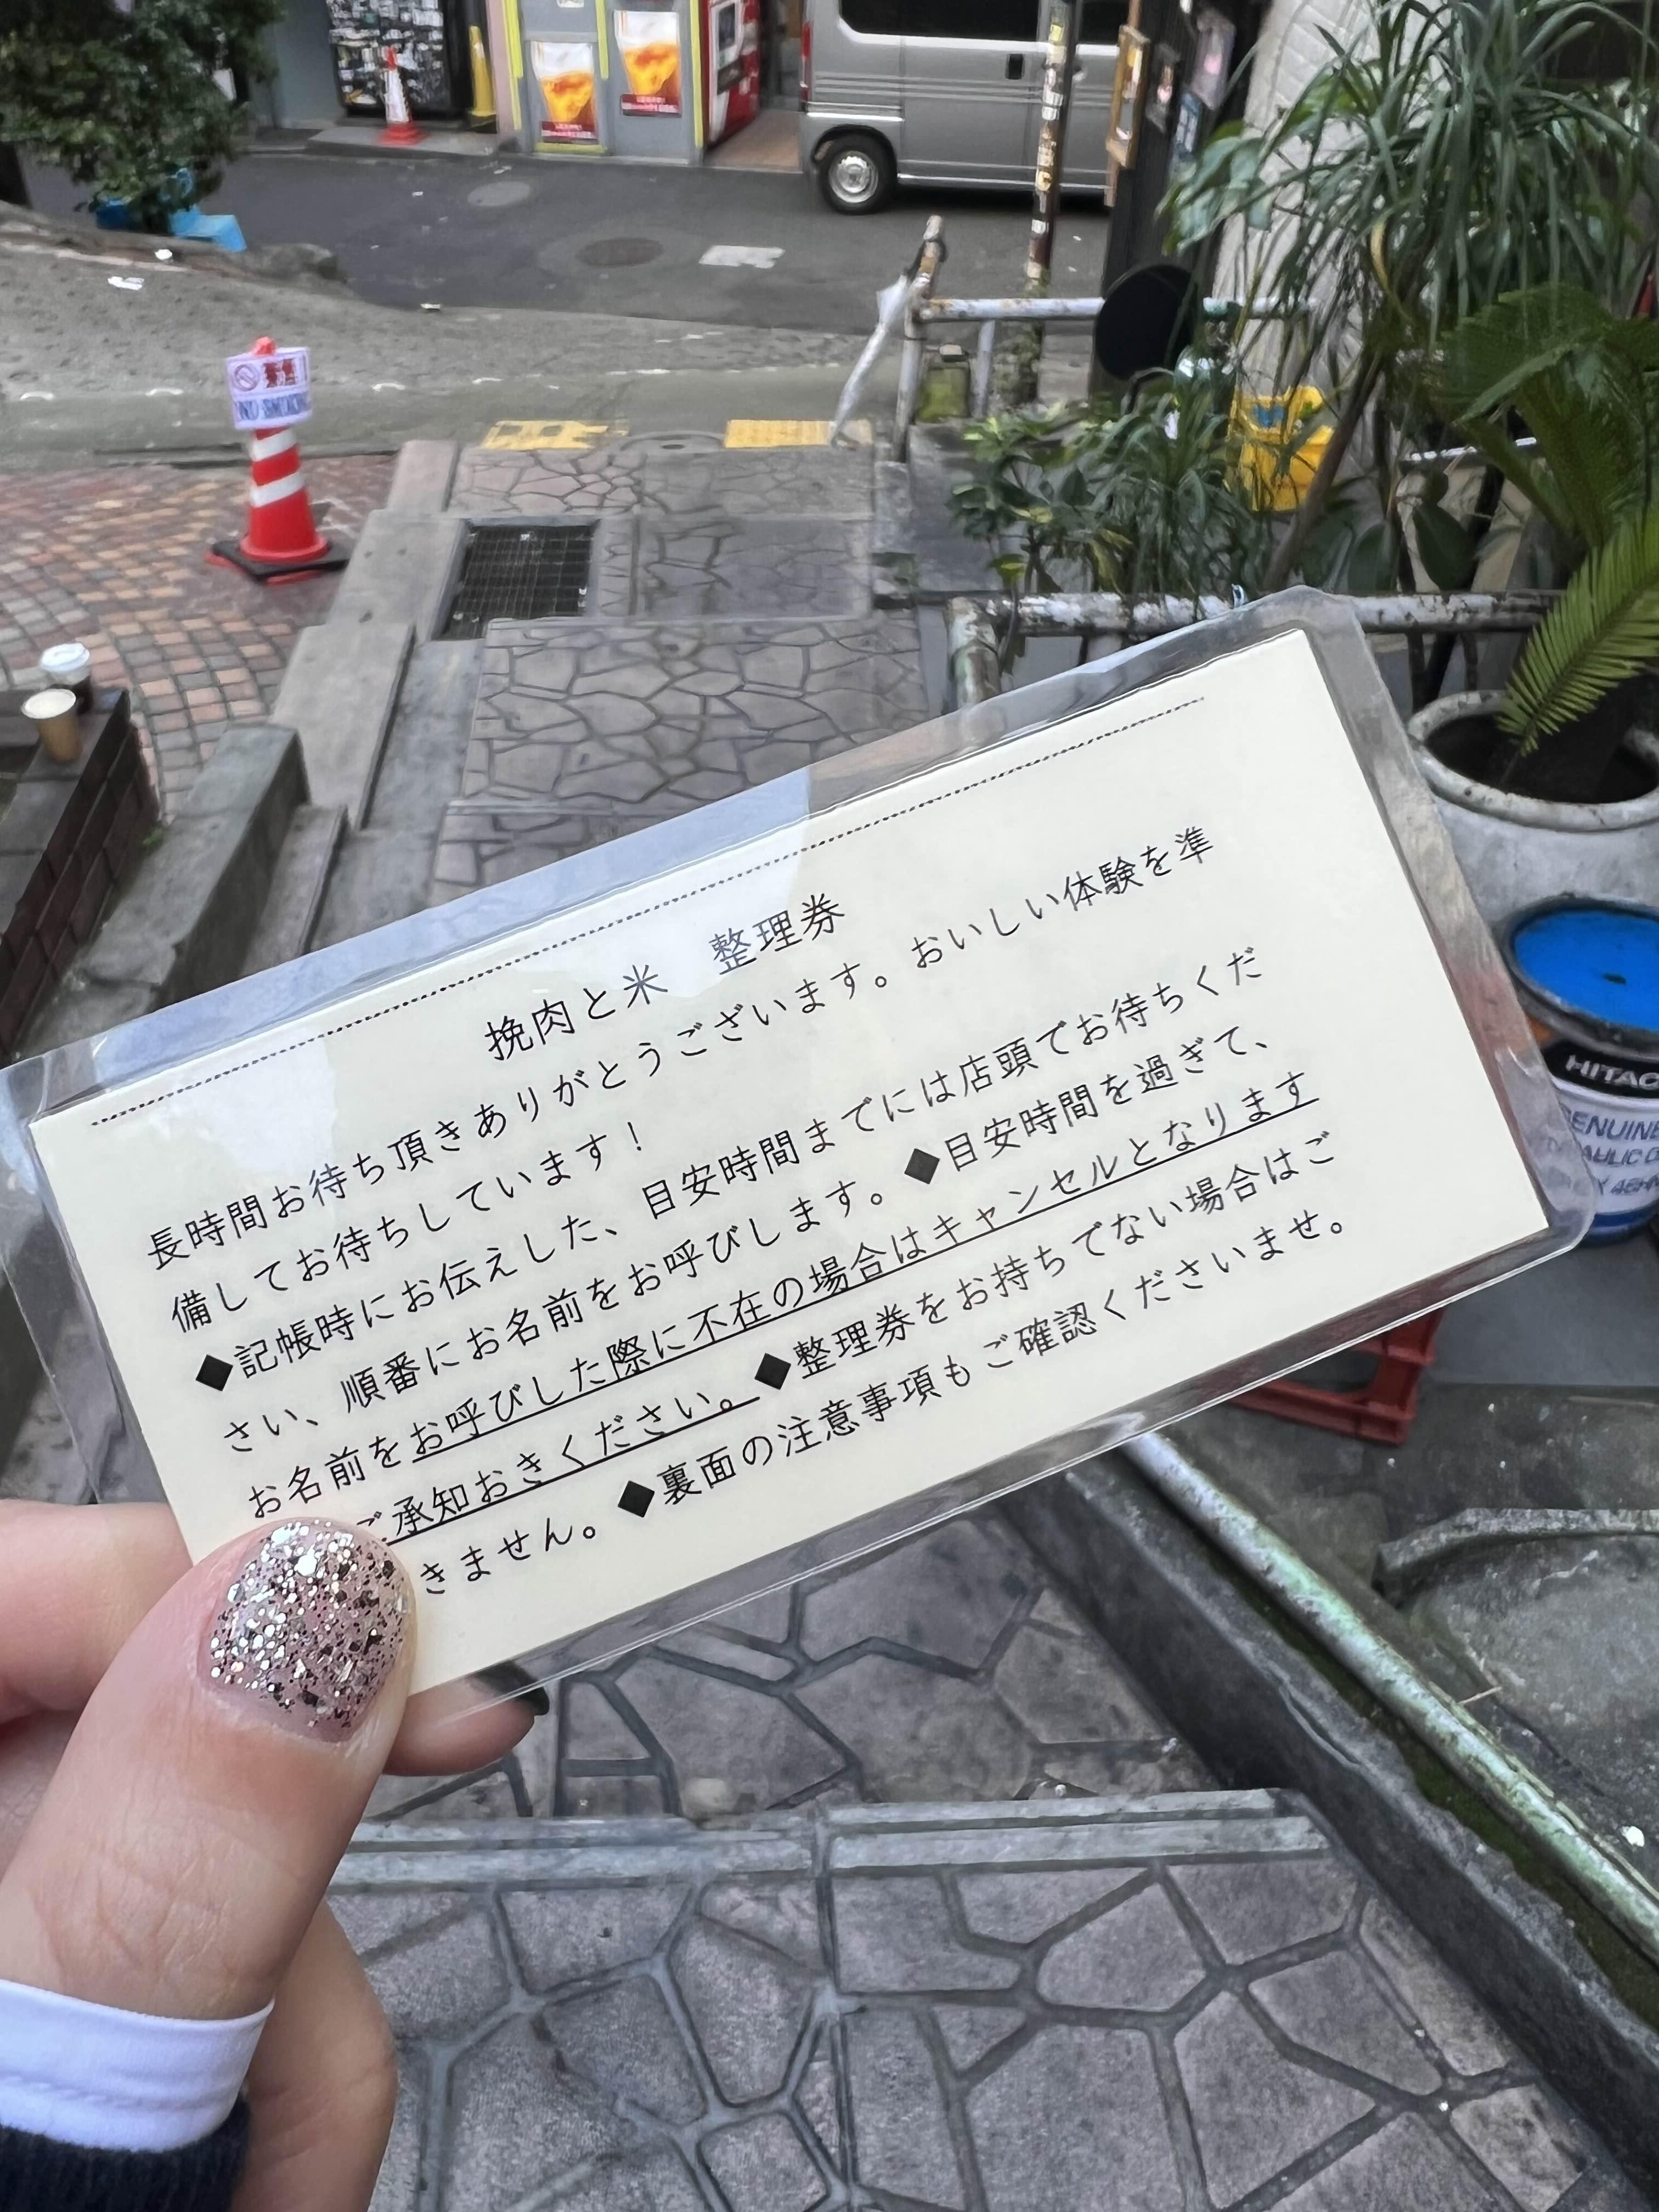 挽肉と米　整理券
長時間お待ち頂きありがとうございます。おいしい体験を準
備してお待ちしています！
◆記帳時にお伝えした、目安時間までには店頭でお待ちくだ
さい、順番にお名前をお呼びします。◆目安時間を過ぎて、
お名前をお呼びした際に不在の場合はキャンセルとなります
ご承知おきください。◆整理券をお持ちでない場合はご
きません。◆裏面の注意事項もご確認くださいませ。
禁煙
NO SMOKING
HITAC
GENUINE